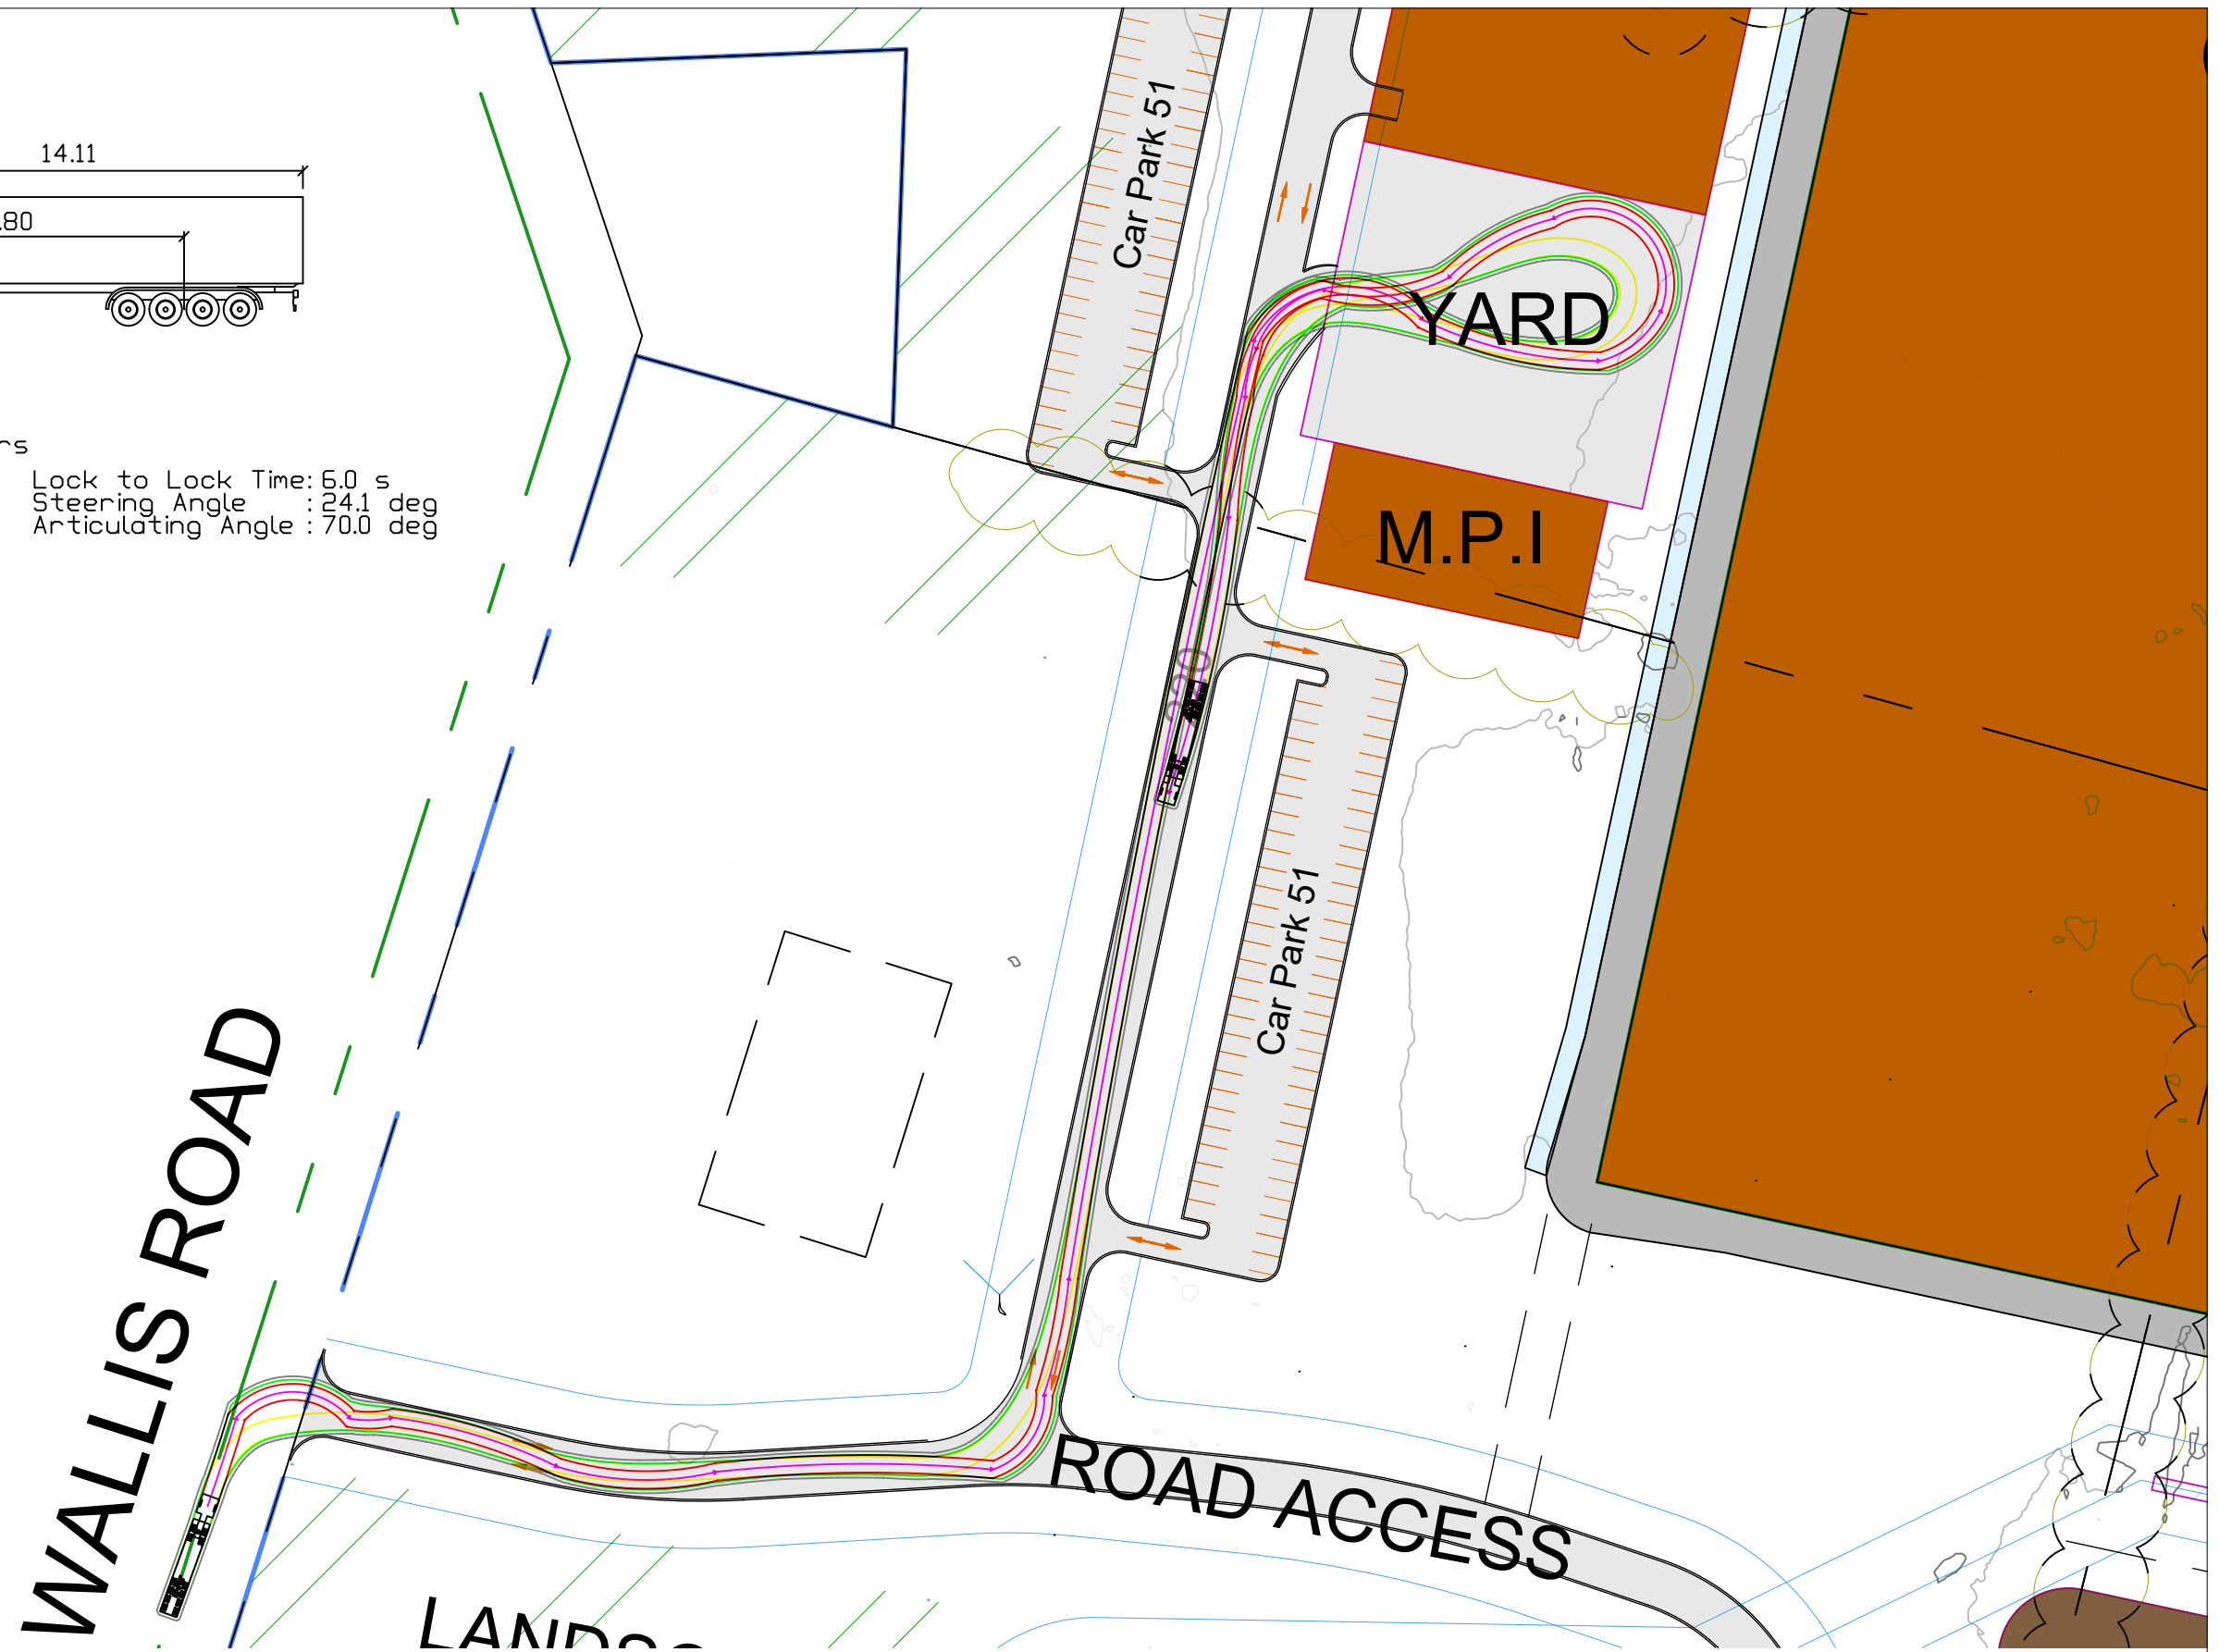 14.11
.80
rs
Lock to Lock Time: 6.0 s
Steering Angle : 24.1 deg
Articulating Angle : 70.0 deg
Car Park 51
YARD
M.P.I
Car Park 51
WALLIS ROAD
ROAD ACCESS